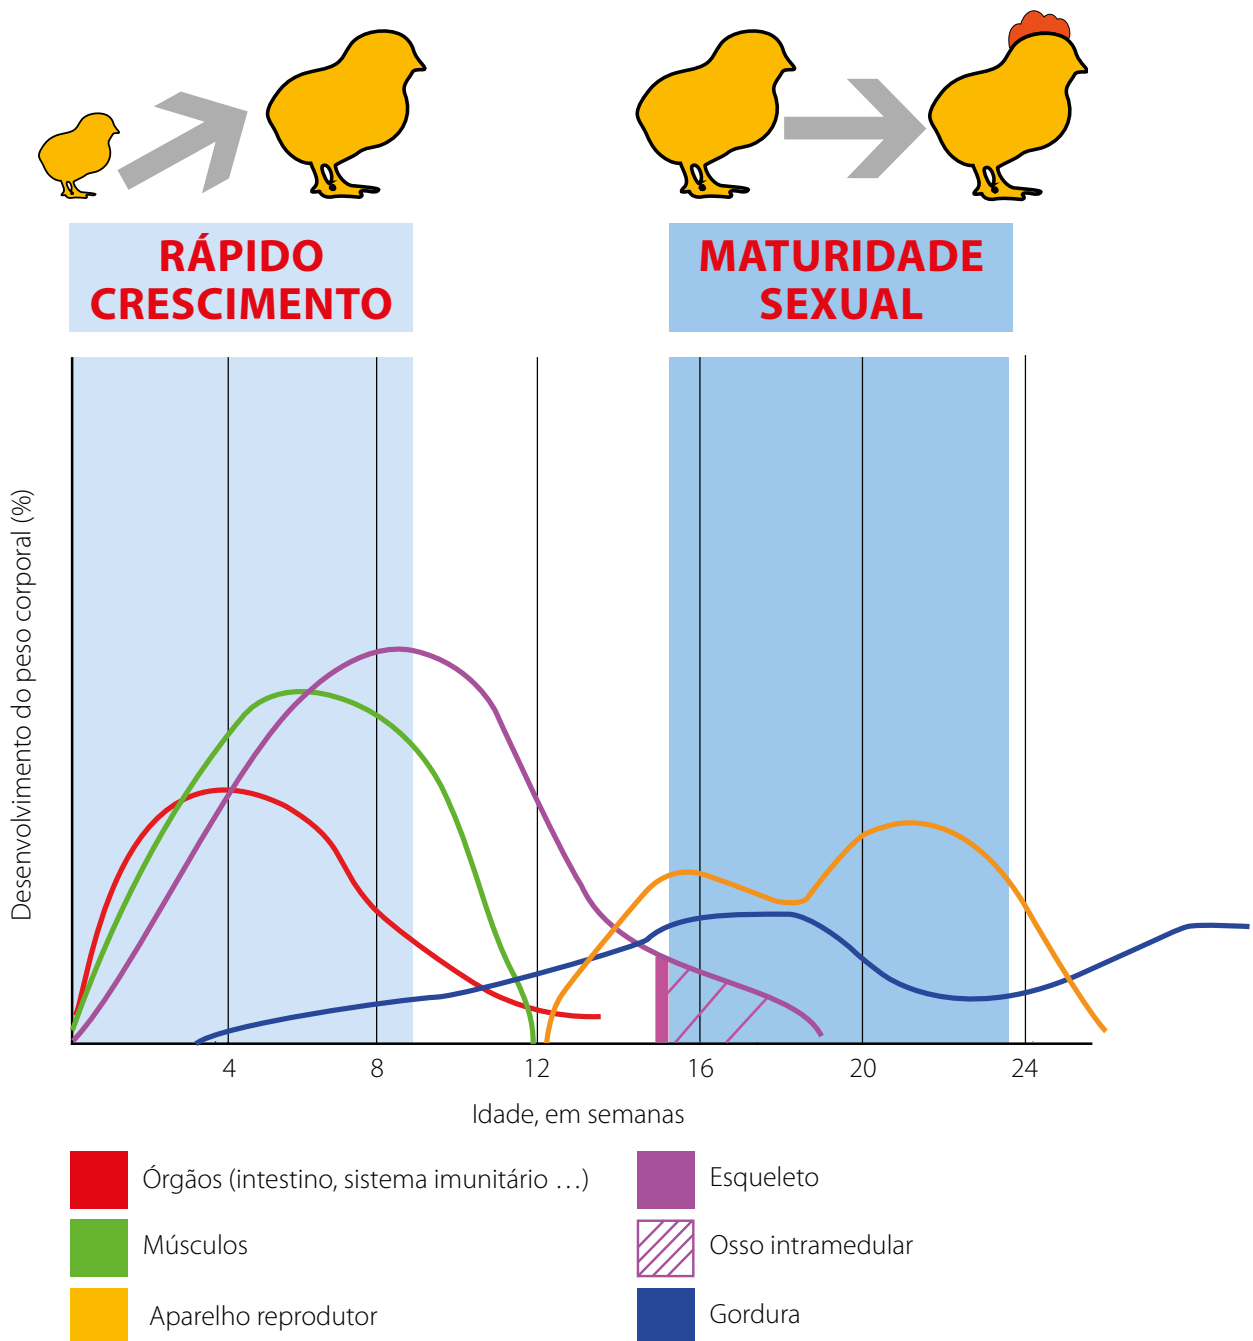 RÁPIDO
CRESCIMENTO
MATURIDADE
SEXUAL
Desenvolvimento do peso corporal (%)
4
8
12
16
20
24
Idade, em semanas
Órgãos (intestino, sistema imunitário …)
Músculos
Aparelho reprodutor
Esqueleto
Osso intramedular
Gordura